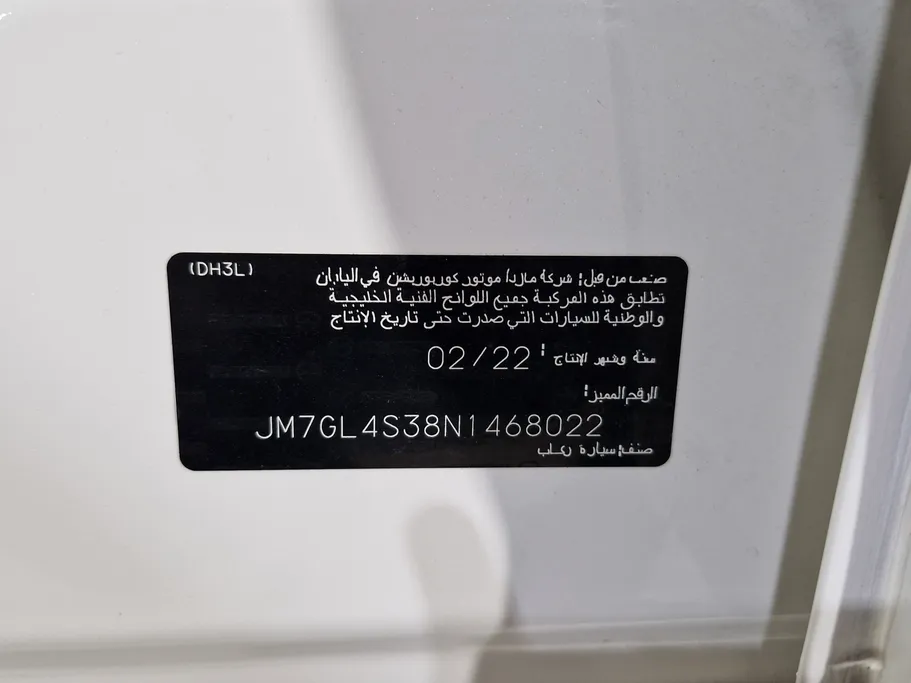 (DH3L)
صنعت من قبل: شركة مازدا موتور كوربوريشن في اليابان
تطابق هذه المركبة جميع اللوائح الفنية الخليجية
والوطنية للسيارات التي صدرت حتى تاريخ الإنتاج
سنة وشهر الإنتاج : 02/22
الرقم المميز:
JM7GL4S38N1468022
صنف: سيارة ركاب